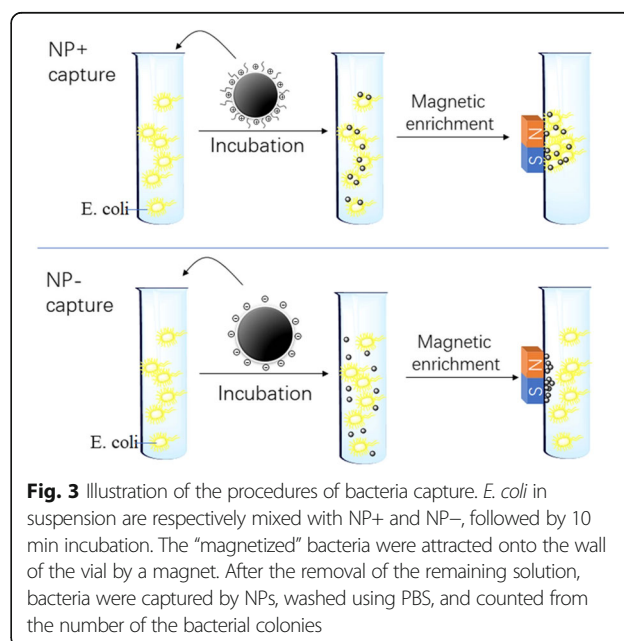 NP+
capture
Incubation
Magnetic
enrichment
N
S
E. coli
NP-
capture
Incubation
Magnetic
enrichment
N
S
E. coli
Fig. 3 Illustration of the procedures of bacteria capture. E. coli in
suspension are respectively mixed with NP+ and NP−, followed by 10
min incubation. The “magnetized” bacteria were attracted onto the wall
of the vial by a magnet. After the removal of the remaining solution,
bacteria were captured by NPs, washed using PBS, and counted from
the number of the bacterial colonies